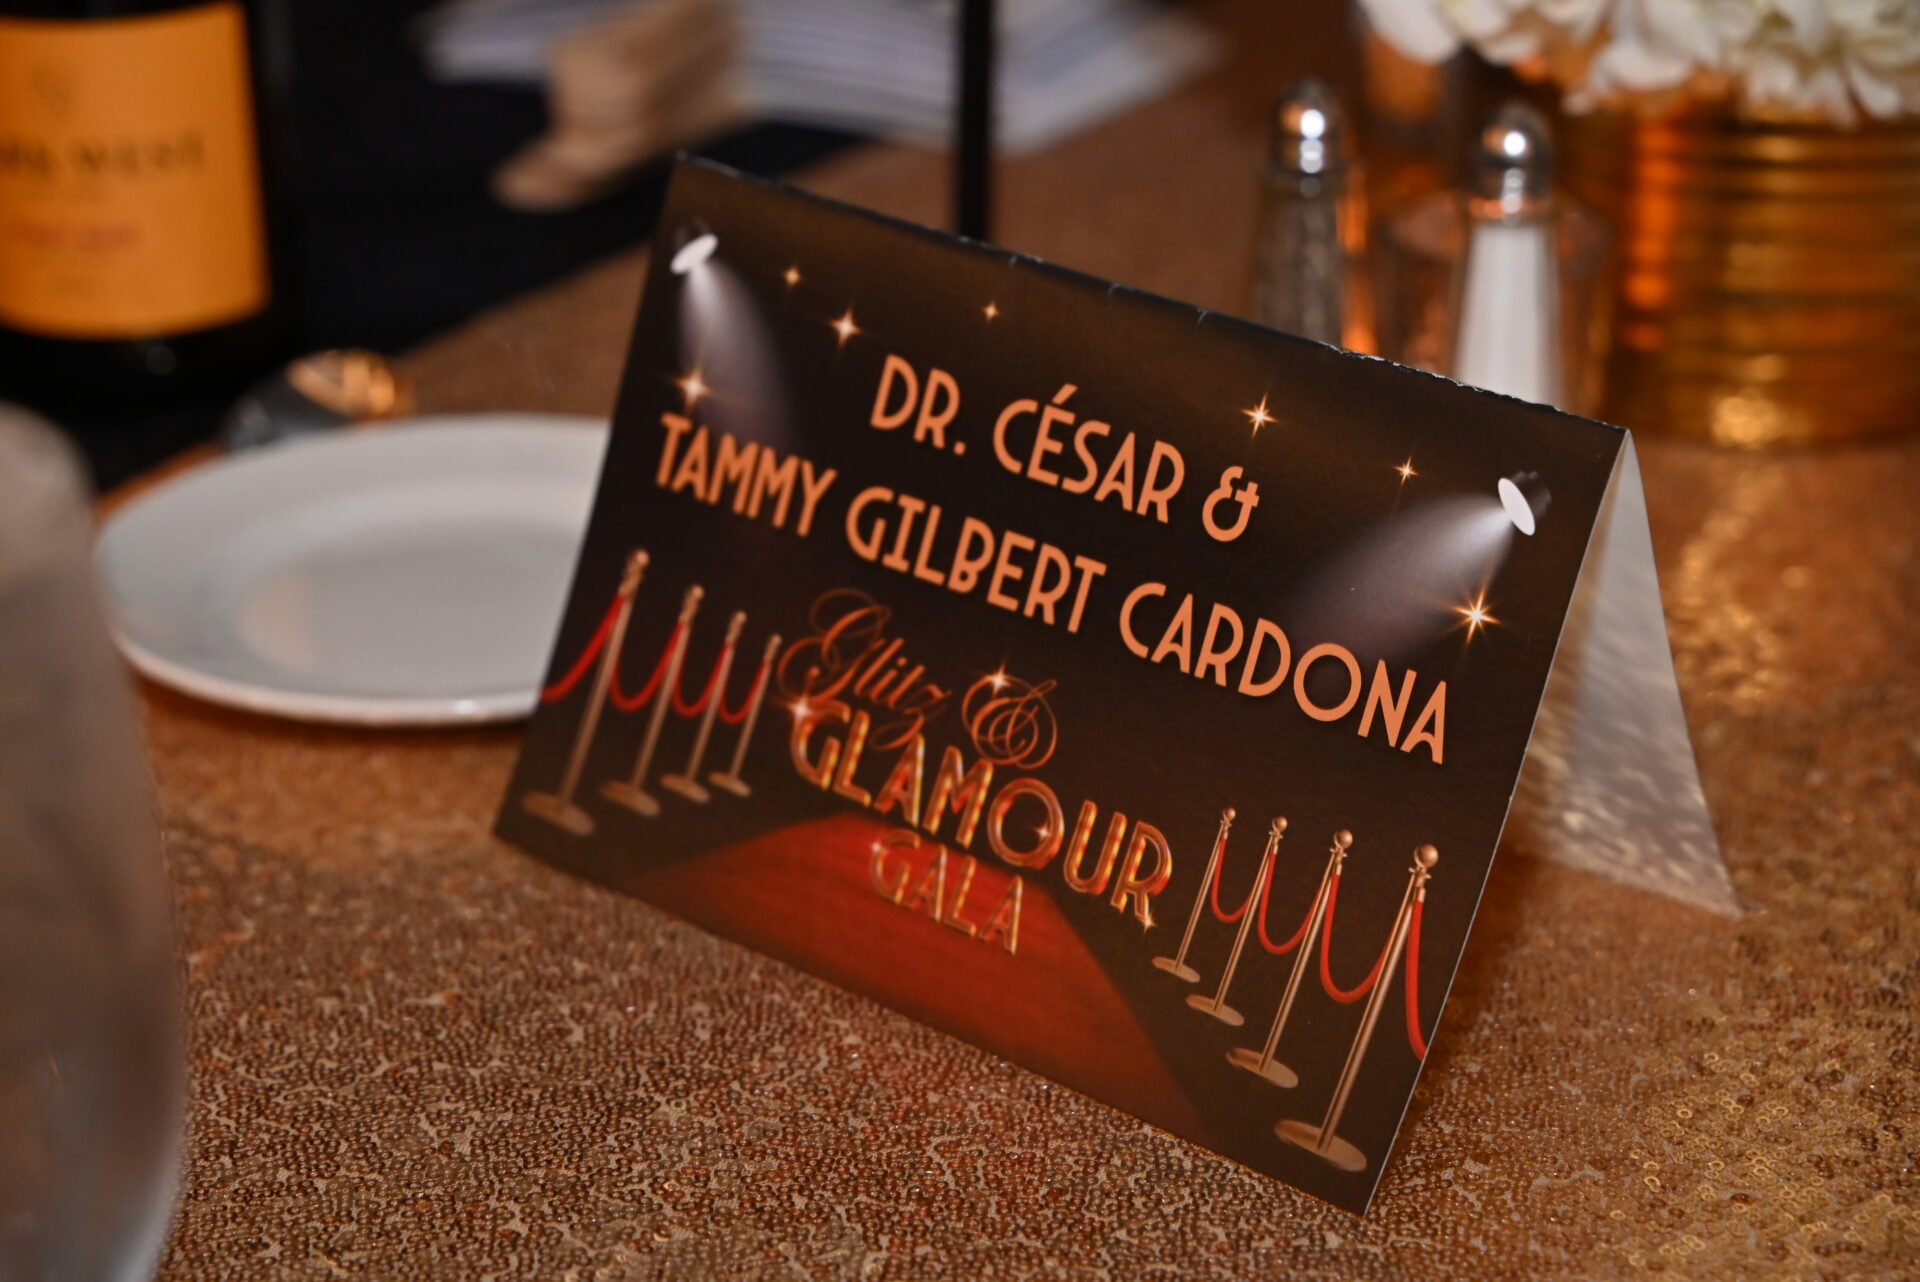 DR. CÉSAR &
TAMMY GILBERT CARDONA
Glitz &
GLAMOUR
GALA